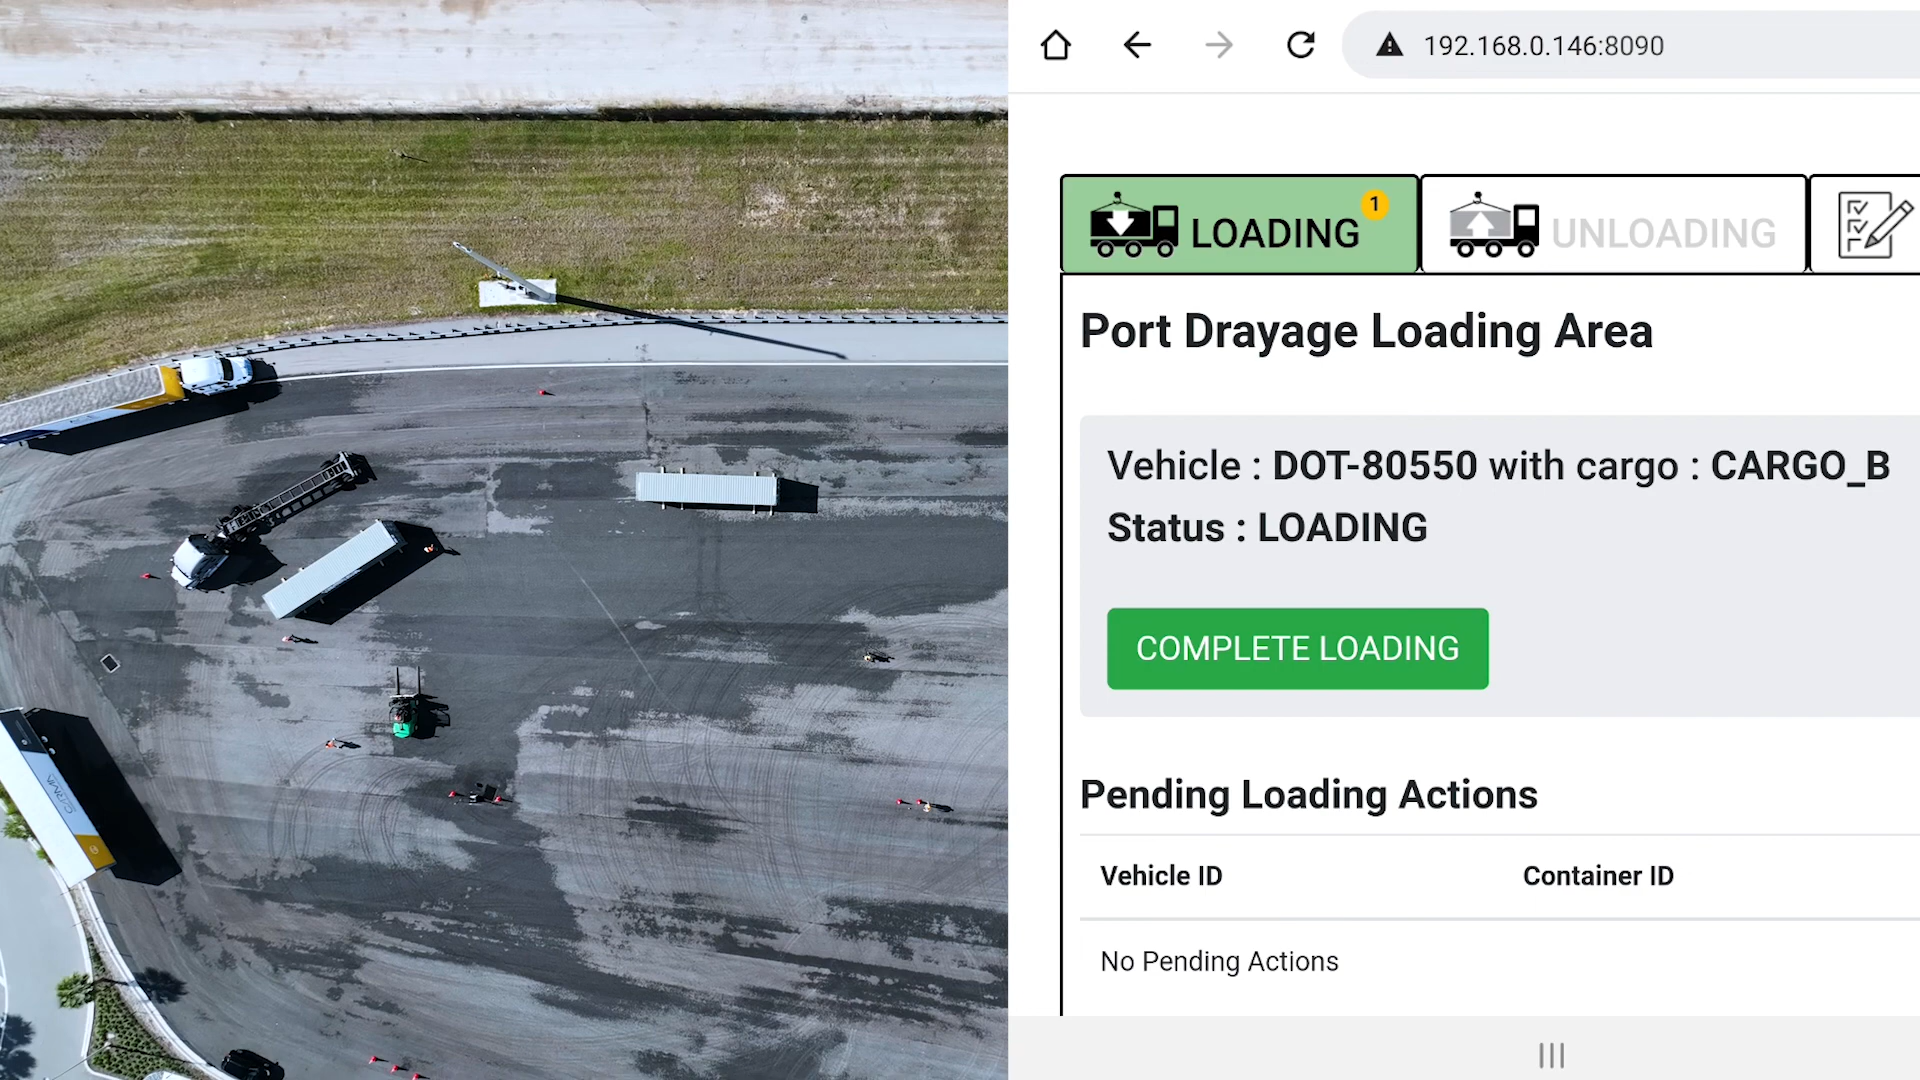 192.168.0.146:8090
LOADING
1
UNLOADING
Port Drayage Loading Area
Vehicle : DOT-80550 with cargo : CARGO_B
Status : LOADING
COMPLETE LOADING
Pending Loading Actions
Vehicle ID Container ID
No Pending Actions
CARMA